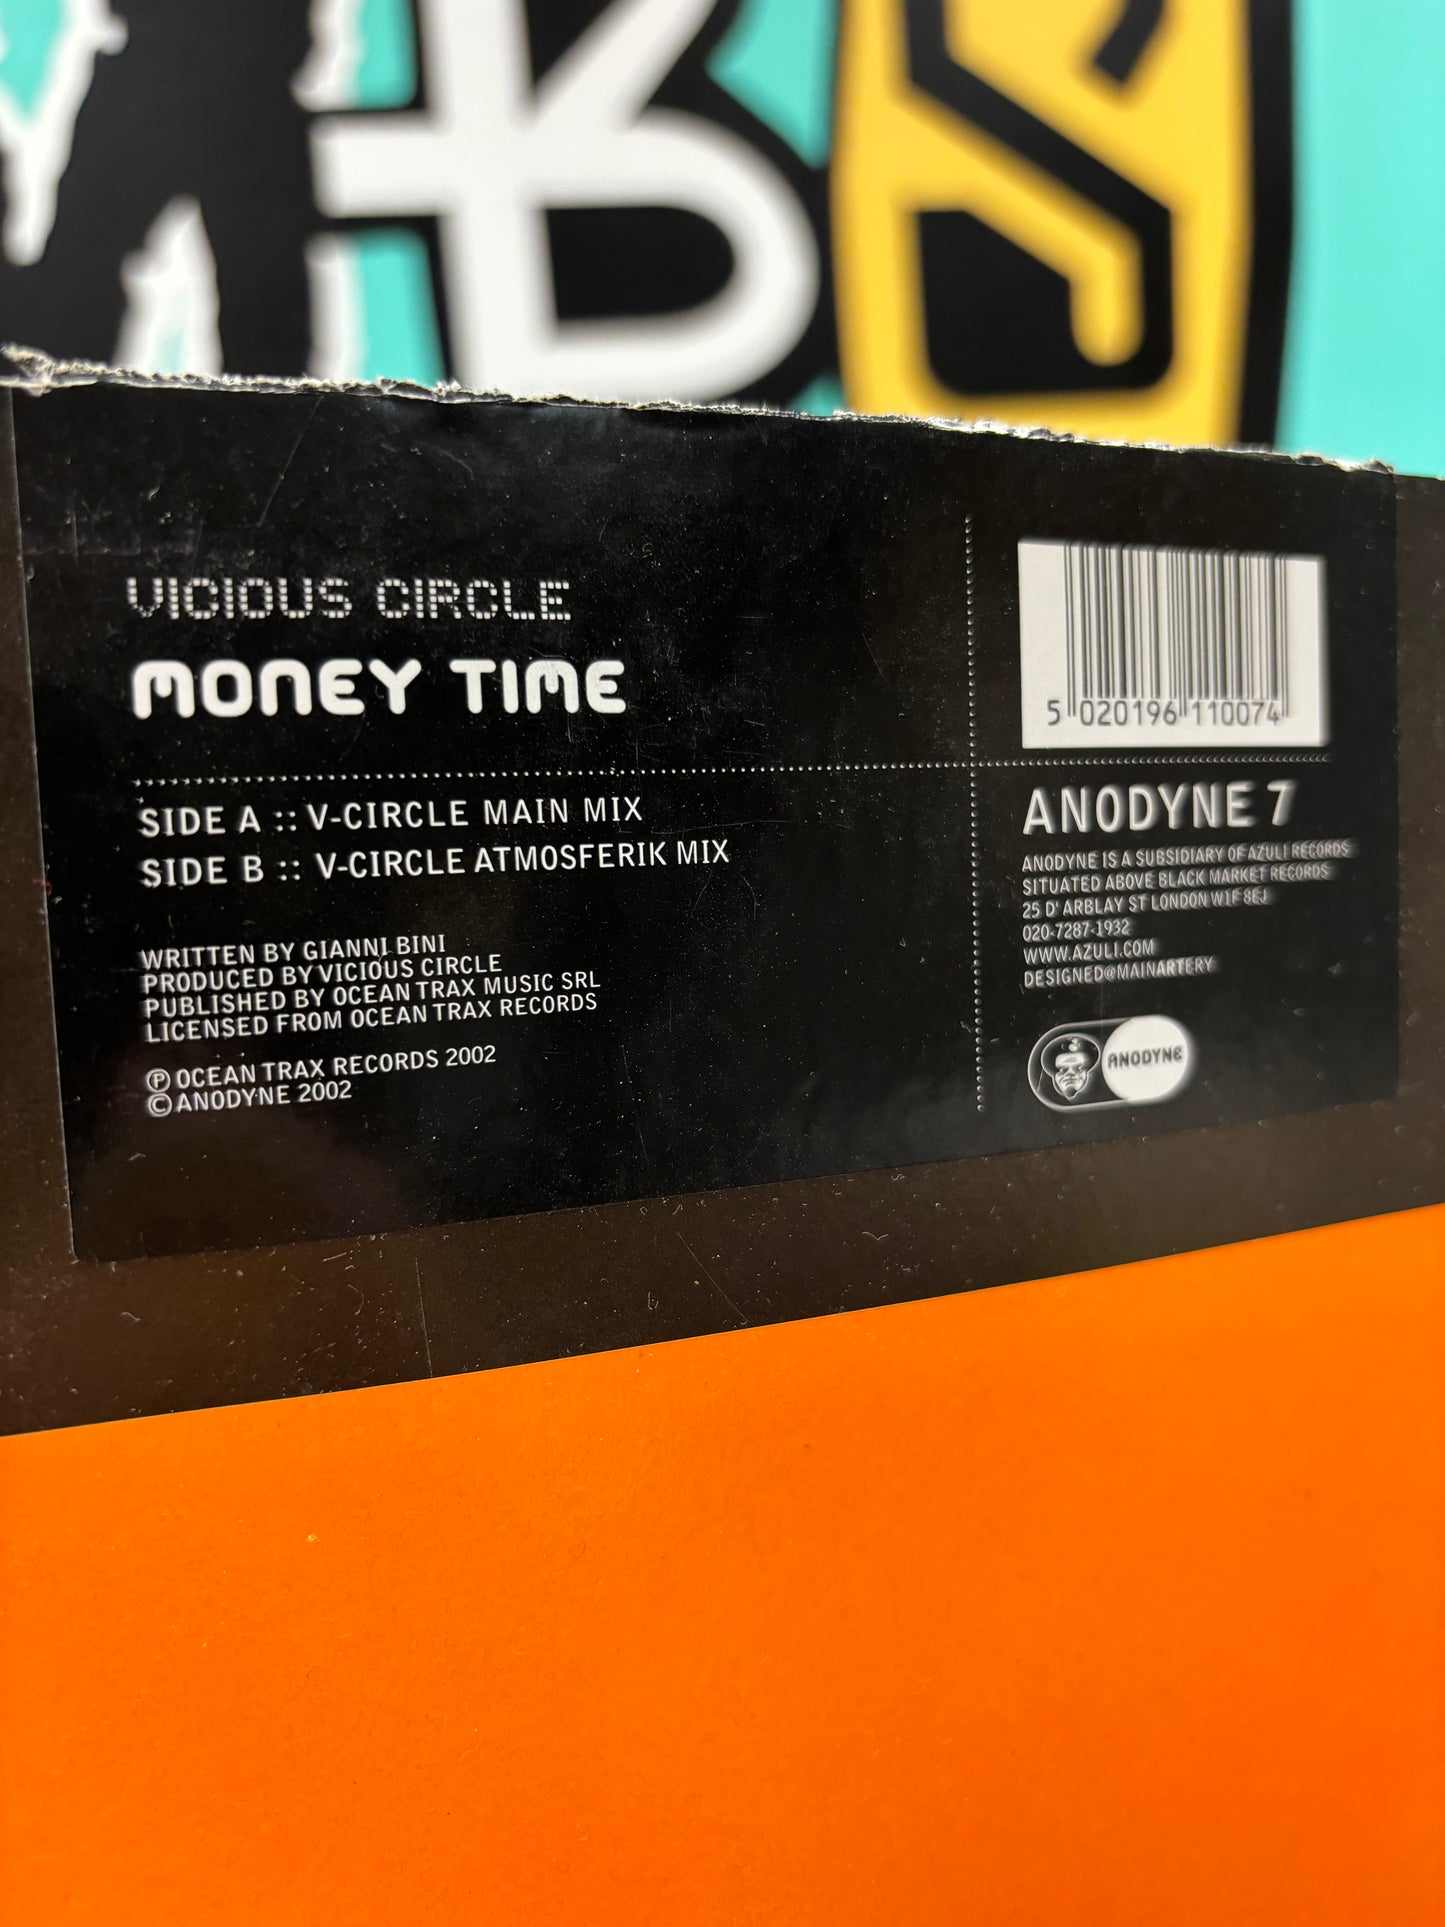 VICIOUS CIRCLE
MONEY TIME
SIDE A :: V-CIRCLE MAIN MIX
SIDE B :: V-CIRCLE ATMOSFERIK MIX
WRITTEN BY GIANNI BINI
PRODUCED BY VICIOUS CIRCLE
PUBLISHED BY OCEAN TRAX MUSIC SRL
LICENSED FROM OCEAN TRAX RECORDS
℗ OCEAN TRAX RECORDS 2002
© ANODYNE 2002
5 020196 110074
ANODYNE 7
ANODYNE IS A SUBSIDIARY OF AZULI RECORDS
SITUATED ABOVE BLACK MARKET RECORDS
25 D'ARBLAY ST LONDON W1F 8EJ
020-7287-1932
WWW.AZULI.COM
DESIGNED@MAINARTERY
ANODYNE